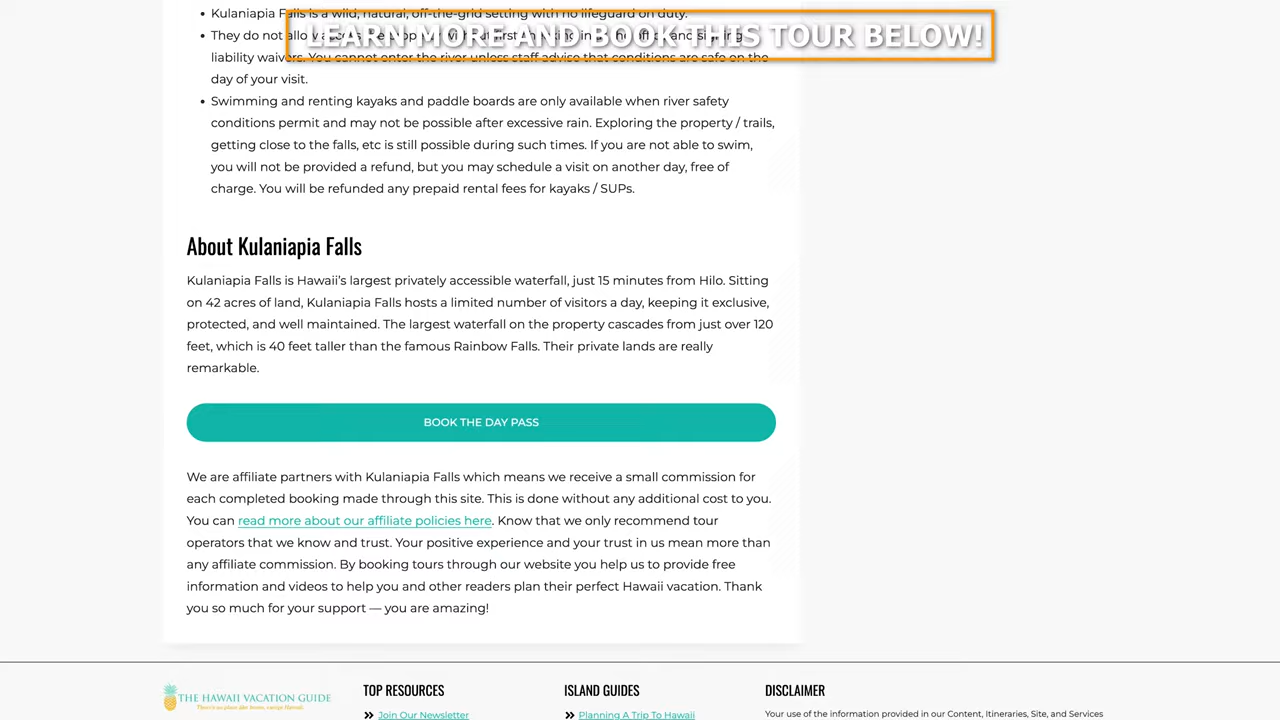 Kulaniapia Falls is a wild, natural, off-the-grid setting with no lifeguard on duty.
LEARN MORE AND BOOK THIS TOUR BELOW!
They do not allow
liability waivers. You cannot enter the river unless staff advise that conditions are safe on the
day of your visit.
Swimming and renting kayaks and paddle boards are only available when river safety
conditions permit and may not be possible after excessive rain. Exploring the property / trails,
getting close to the falls, etc is still possible during such times. If you are not able to swim,
you will not be provided a refund, but you may schedule a visit on another day, free of
charge. You will be refunded any prepaid rental fees for kayaks / SUPs.
About Kulaniapia Falls
Kulaniapia Falls is Hawaii’s largest privately accessible waterfall, just 15 minutes from Hilo. Sitting
on 42 acres of land, Kulaniapia Falls hosts a limited number of visitors a day, keeping it exclusive,
protected, and well maintained. The largest waterfall on the property cascades from just over 120
feet, which is 40 feet taller than the famous Rainbow Falls. Their private lands are really
remarkable.
BOOK THE DAY PASS
We are affiliate partners with Kulaniapia Falls which means we receive a small commission for
each completed booking made through this site. This is done without any additional cost to you.
You can read more about our affiliate policies here. Know that we only recommend tour
operators that we know and trust. Your positive experience and your trust in us mean more than
any affiliate commission. By booking tours through our website you help us to provide free
information and videos to help you and other readers plan their perfect Hawaii vacation. Thank
you so much for your support — you are amazing!
THE HAWAII VACATION GUIDE
TOP RESOURCES
Join Our Newsletter
ISLAND GUIDES
Planning A Trip To Hawaii
DISCLAIMER
Your use of the information provided in our Content, Itineraries, Site, and Services